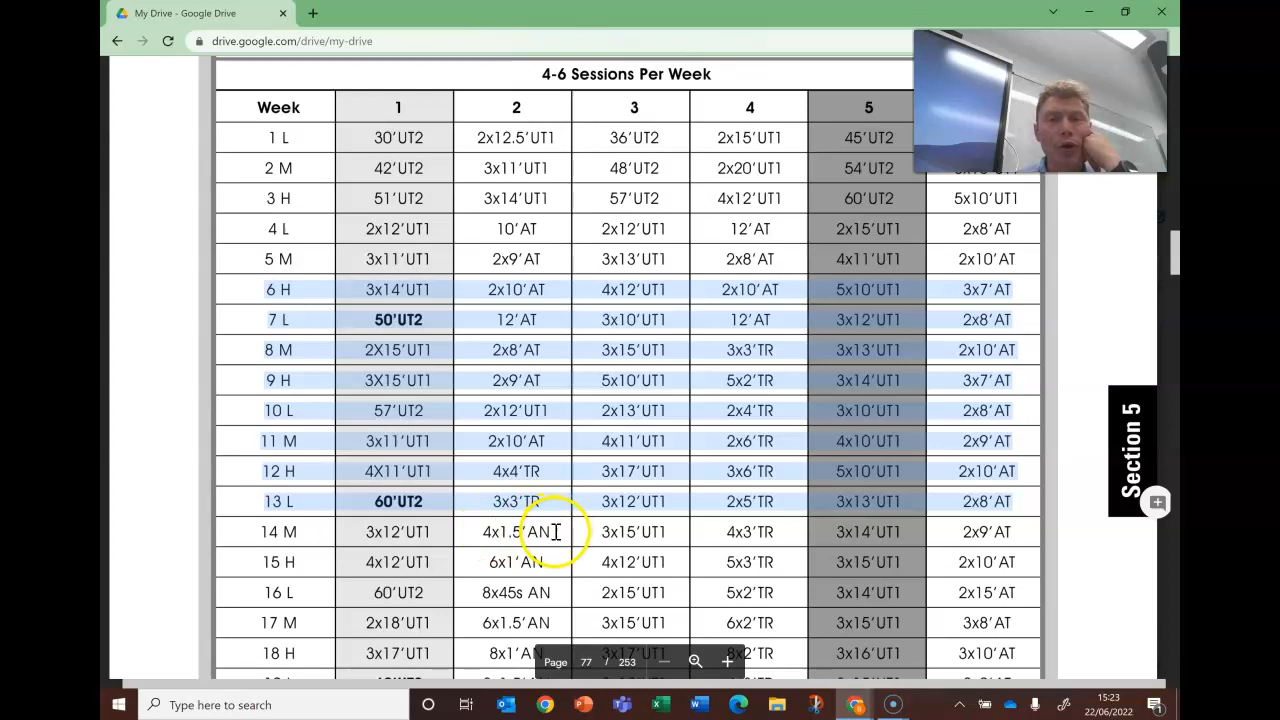 My Drive - Google Drive
drive.google.com/drive/my-drive
4-6 Sessions Per Week
Week 1 2 3 4 5
1 L 30'UT2 2x12.5'UT1 36'UT2 2x15'UT1 45'UT2
2 M 42'UT2 3x11'UT1 48'UT2 2x20'UT1 54'UT2
3 H 51'UT2 3x14'UT1 57'UT2 4x12'UT1 60'UT2 5x10'UT1
4 L 2x12'UT1 10'AT 2x12'UT1 12'AT 2x15'UT1 2x8'AT
5 M 3x11'UT1 2x9'AT 3x13'UT1 2x8'AT 4x11'UT1 2x10'AT
6 H 3x14'UT1 2x10'AT 4x12'UT1 2x10'AT 5x10'UT1 3x7'AT
7 L 50'UT2 12'AT 3x10'UT1 12'AT 3x12'UT1 2x8'AT
8 M 2X15'UT1 2x8'AT 3x15'UT1 3x3'TR 3x13'UT1 2x10'AT
9 H 3X15'UT1 2x9'AT 5x10'UT1 5x2'TR 3x14'UT1 3x7'AT
10 L 57'UT2 2x12'UT1 2x13'UT1 2x4'TR 3x10'UT1 2x8'AT
11 M 3x11'UT1 2x10'AT 4x11'UT1 2x6'TR 4x10'UT1 2x9'AT
12 H 4X11'UT1 4x4'TR 3x17'UT1 3x6'TR 5x10'UT1 2x10'AT
13 L 60'UT2 3x3'TR 3x12'UT1 2x5'TR 3x13'UT1 2x8'AT
14 M 3x12'UT1 4x1.5'AN 3x15'UT1 4x3'TR 3x14'UT1 2x9'AT
15 H 4x12'UT1 6x1'AN 4x12'UT1 5x3'TR 3x15'UT1 2x10'AT
16 L 60'UT2 8x45s AN 2x15'UT1 5x2'TR 3x14'UT1 2x15'AT
17 M 2x18'UT1 6x1.5'AN 3x15'UT1 6x2'TR 3x15'UT1 3x8'AT
18 H 3x17'UT1 8x1'AN 3x17'UT1 8x2'TR 3x16'UT1 3x10'AT
Section 5
Page 77 / 253
Type here to search
15:23
22/06/2022